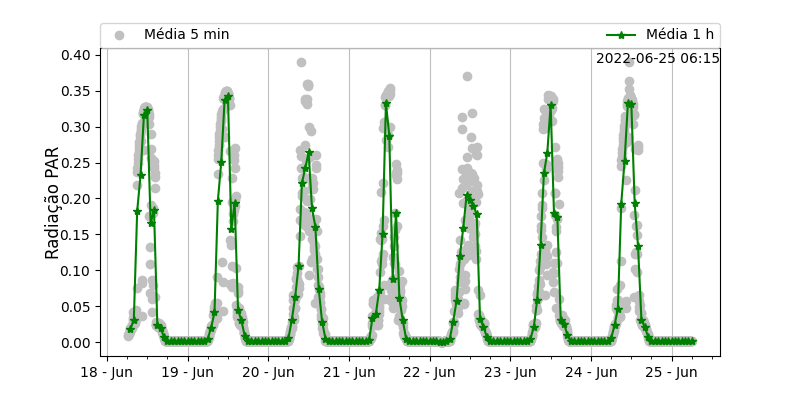 Média 5 min
Média 1 h
2022-06-25 06:15
Radiação PAR
0.40
0.35
0.30
0.25
0.20
0.15
0.10
0.05
0.00
18 - Jun
19 - Jun
20 - Jun
21 - Jun
22 - Jun
23 - Jun
24 - Jun
25 - Jun